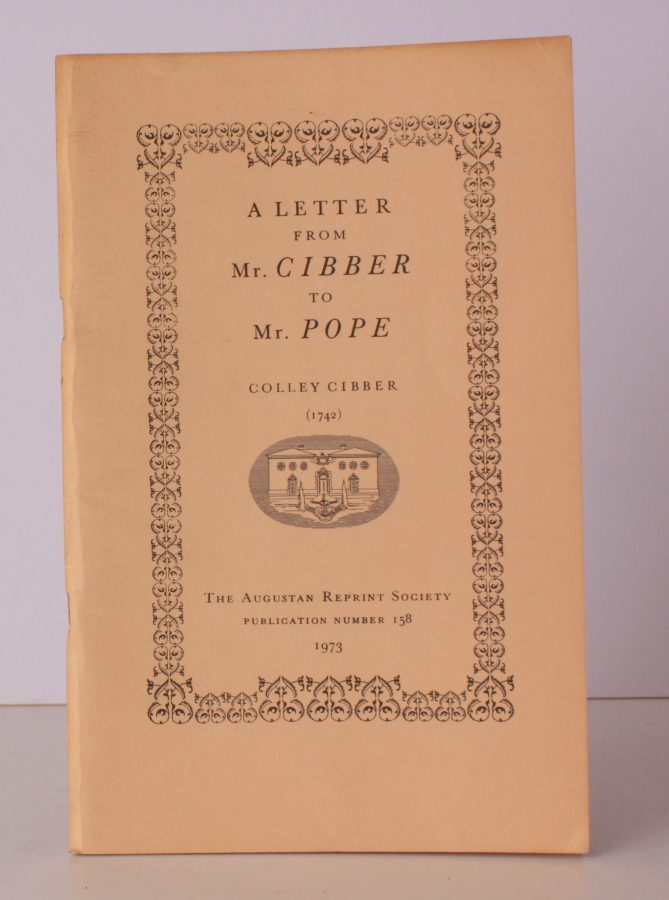 A LETTER
FROM
Mr. CIBBER
TO
Mr. POPE
COLLEY CIBBER
(1742)
THE AUGUSTAN REPRINT SOCIETY
PUBLICATION NUMBER 158
1973